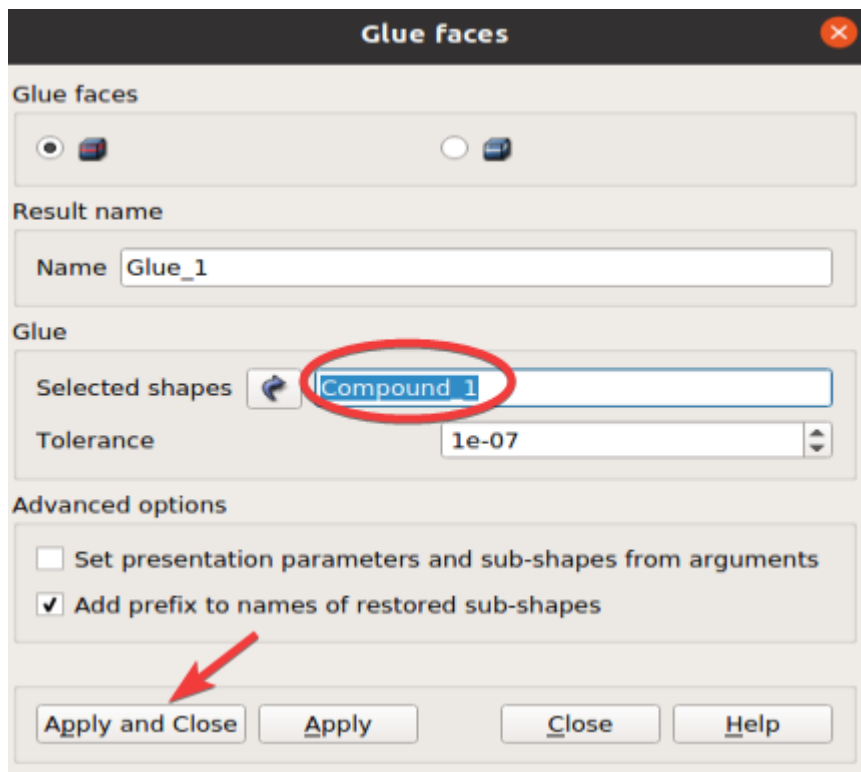 Glue faces
Glue faces
Result name
Name Glue_1
Glue
Selected shapes Compound_1
Tolerance 1e-07
Advanced options
Set presentation parameters and sub-shapes from arguments
Add prefix to names of restored sub-shapes
Apply and Close Apply Close Help